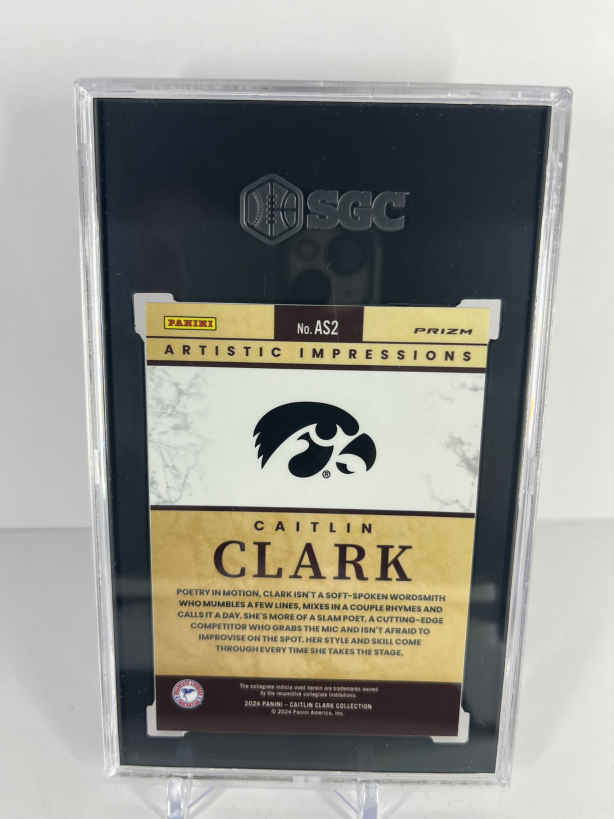 SGC
PANINI
No. AS2
PRIZM
ARTISTIC IMPRESSIONS
®
CAITLIN
CLARK
POETRY IN MOTION, CLARK ISN'T A SOFT-SPOKEN WORDSMITH
WHO MUMBLES A FEW LINES, MIXES IN A COUPLE RHYMES AND
CALLS IT A DAY. SHE'S MORE OF A SLAM POET, A CUTTING-EDGE
COMPETITOR WHO GRABS THE MIC AND ISN'T AFRAID TO
IMPROVISE ON THE SPOT. HER STYLE AND SKILL COME
THROUGH EVERY TIME SHE TAKES THE STAGE.
The collegiate indicia used herein are trademarks owned
by the respective collegiate institutions.
2024 PANINI - CAITLIN CLARK COLLECTION
© 2024 Panini America, Inc.